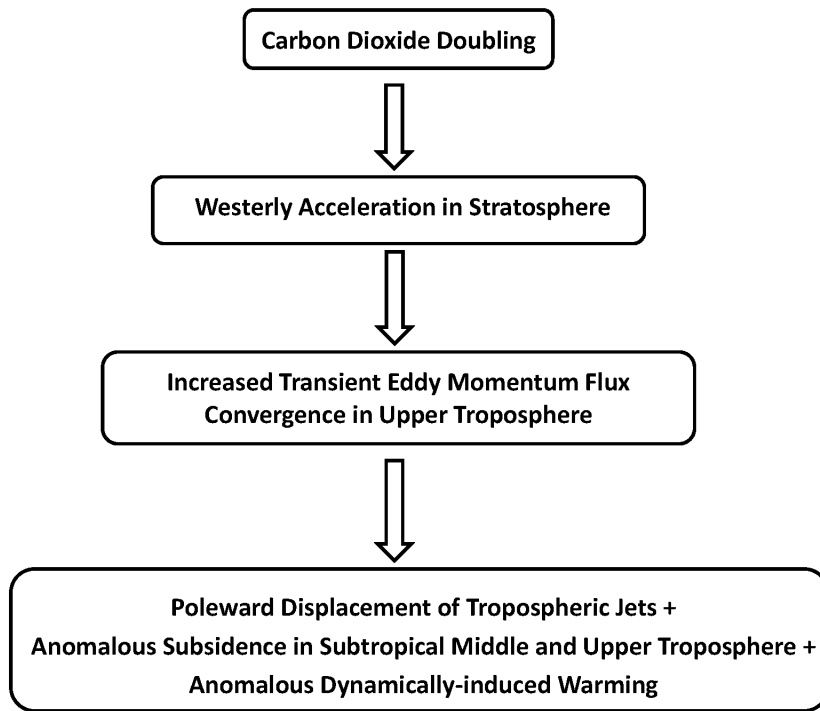 Carbon Dioxide Doubling
Westerly Acceleration in Stratosphere
Increased Transient Eddy Momentum Flux
Convergence in Upper Troposphere
Poleward Displacement of Tropospheric Jets +
Anomalous Subsidence in Subtropical Middle and Upper Troposphere +
Anomalous Dynamically-induced Warming